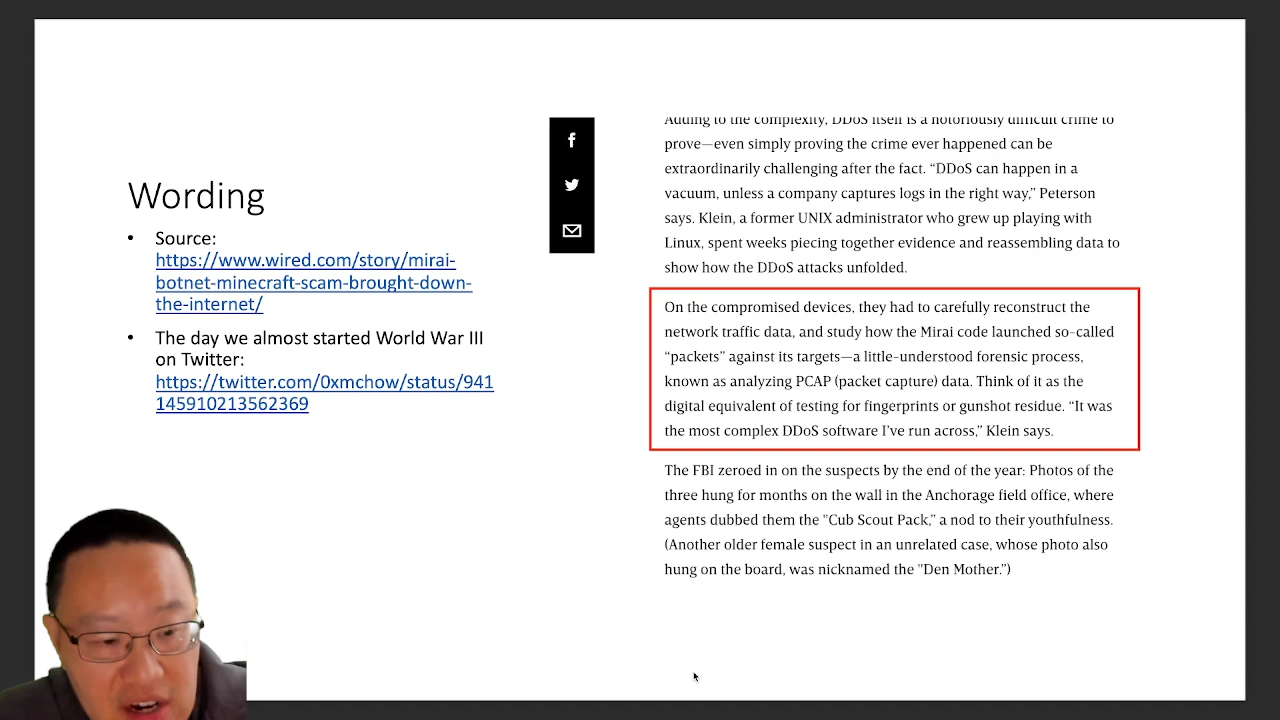 Wording
• Source:
https://www.wired.com/story/mirai-
botnet-minecraft-scam-brought-down-
the-internet/
• The day we almost started World War III
on Twitter:
https://twitter.com/0xmchow/status/941
145910213562369
Adding to the complexity, DDoS itself is a notoriously difficult crime to
prove—even simply proving the crime ever happened can be
extraordinarily challenging after the fact. “DDoS can happen in a
vacuum, unless a company captures logs in the right way,” Peterson
says. Klein, a former UNIX administrator who grew up playing with
Linux, spent weeks piecing together evidence and reassembling data to
show how the DDoS attacks unfolded.
On the compromised devices, they had to carefully reconstruct the
network traffic data, and study how the Mirai code launched so-called
“packets” against its targets—a little-understood forensic process,
known as analyzing PCAP (packet capture) data. Think of it as the
digital equivalent of testing for fingerprints or gunshot residue. “It was
the most complex DDoS software I’ve run across,” Klein says.
The FBI zeroed in on the suspects by the end of the year: Photos of the
three hung for months on the wall in the Anchorage field office, where
agents dubbed them the "Cub Scout Pack,” a nod to their youthfulness.
(Another older female suspect in an unrelated case, whose photo also
hung on the board, was nicknamed the "Den Mother.”)